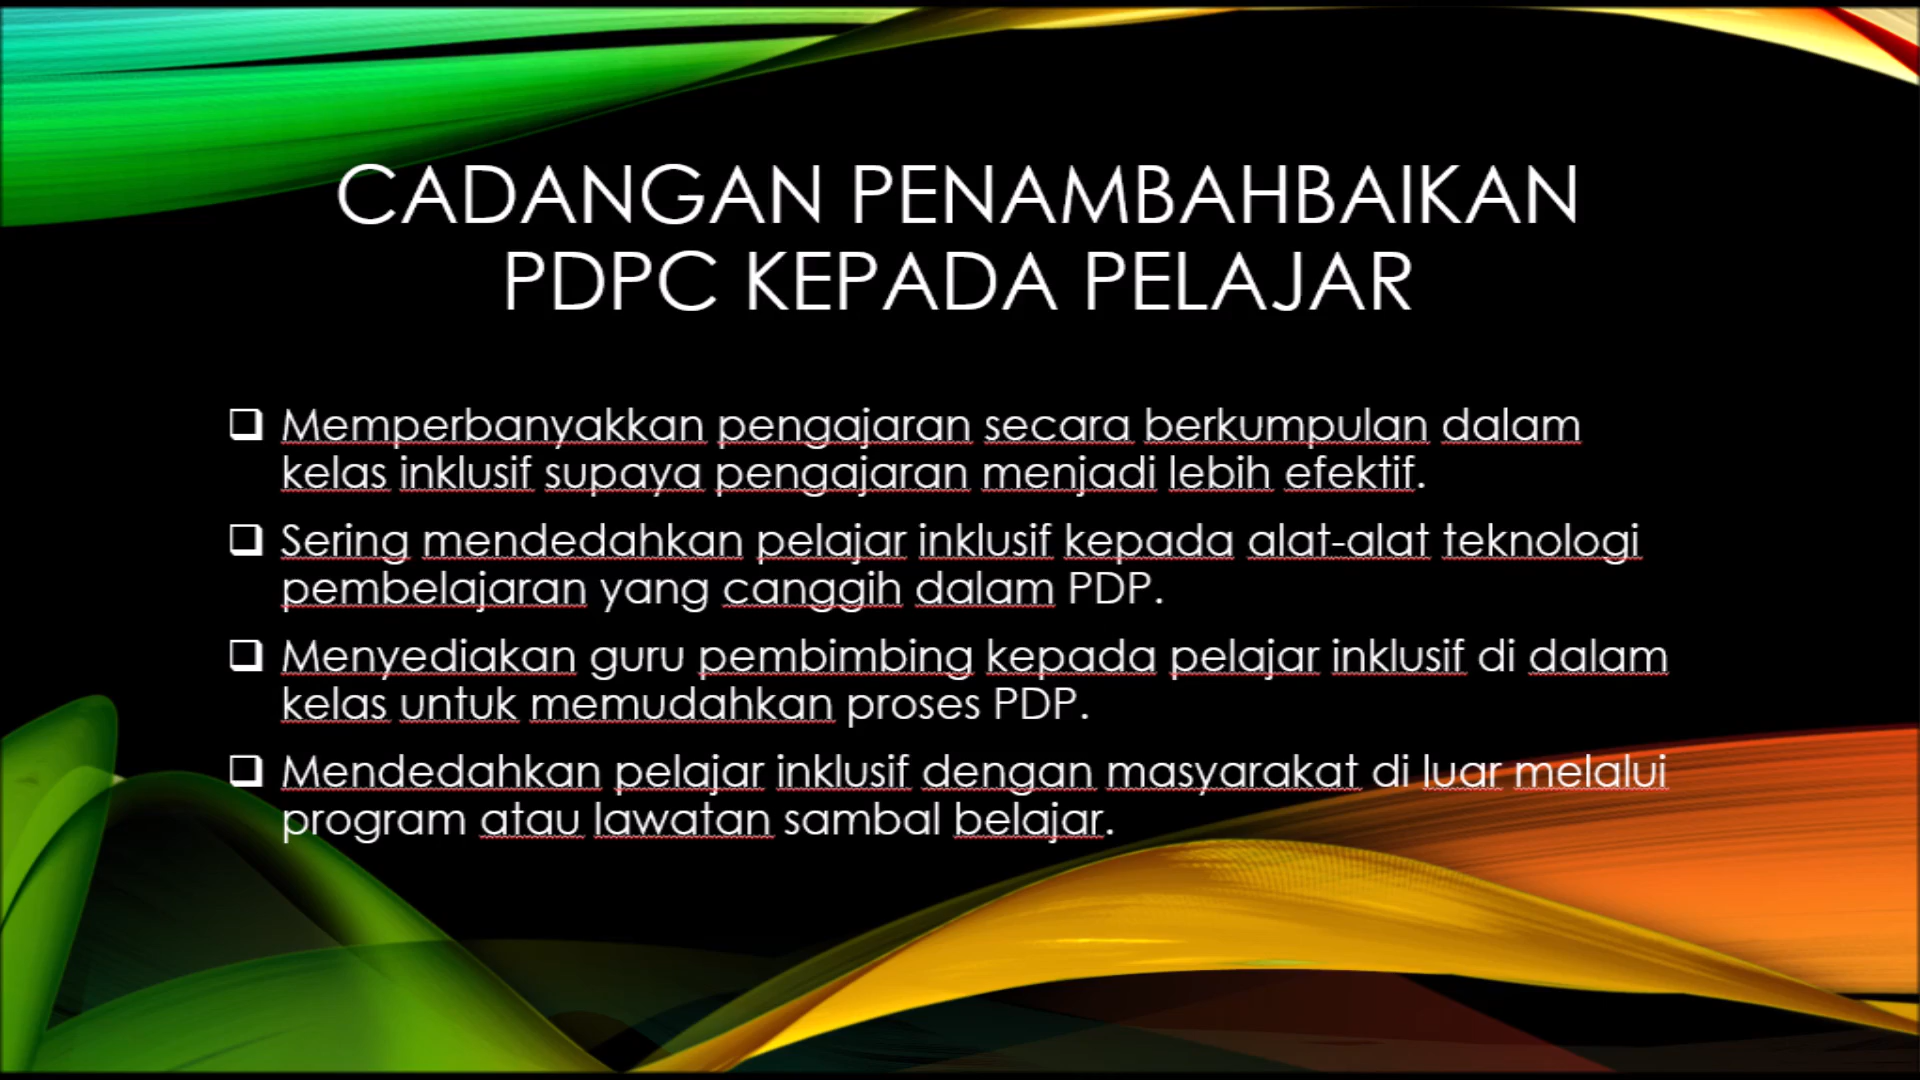 CADANGAN PENAMBAHBAIKAN
PDPC KEPADA PELAJAR
Memperbanyakkan pengajaran secara berkumpulan dalam
kelas inklusif supaya pengajaran menjadi lebih efektif.
Sering mendedahkan pelajar inklusif kepada alat-alat teknologi
pembelajaran yang canggih dalam PDP.
Menyediakan guru pembimbing kepada pelajar inklusif di dalam
kelas untuk memudahkan proses PDP.
Mendedahkan pelajar inklusif dengan masyarakat di luar melalui
program atau lawatan sambal belajar.